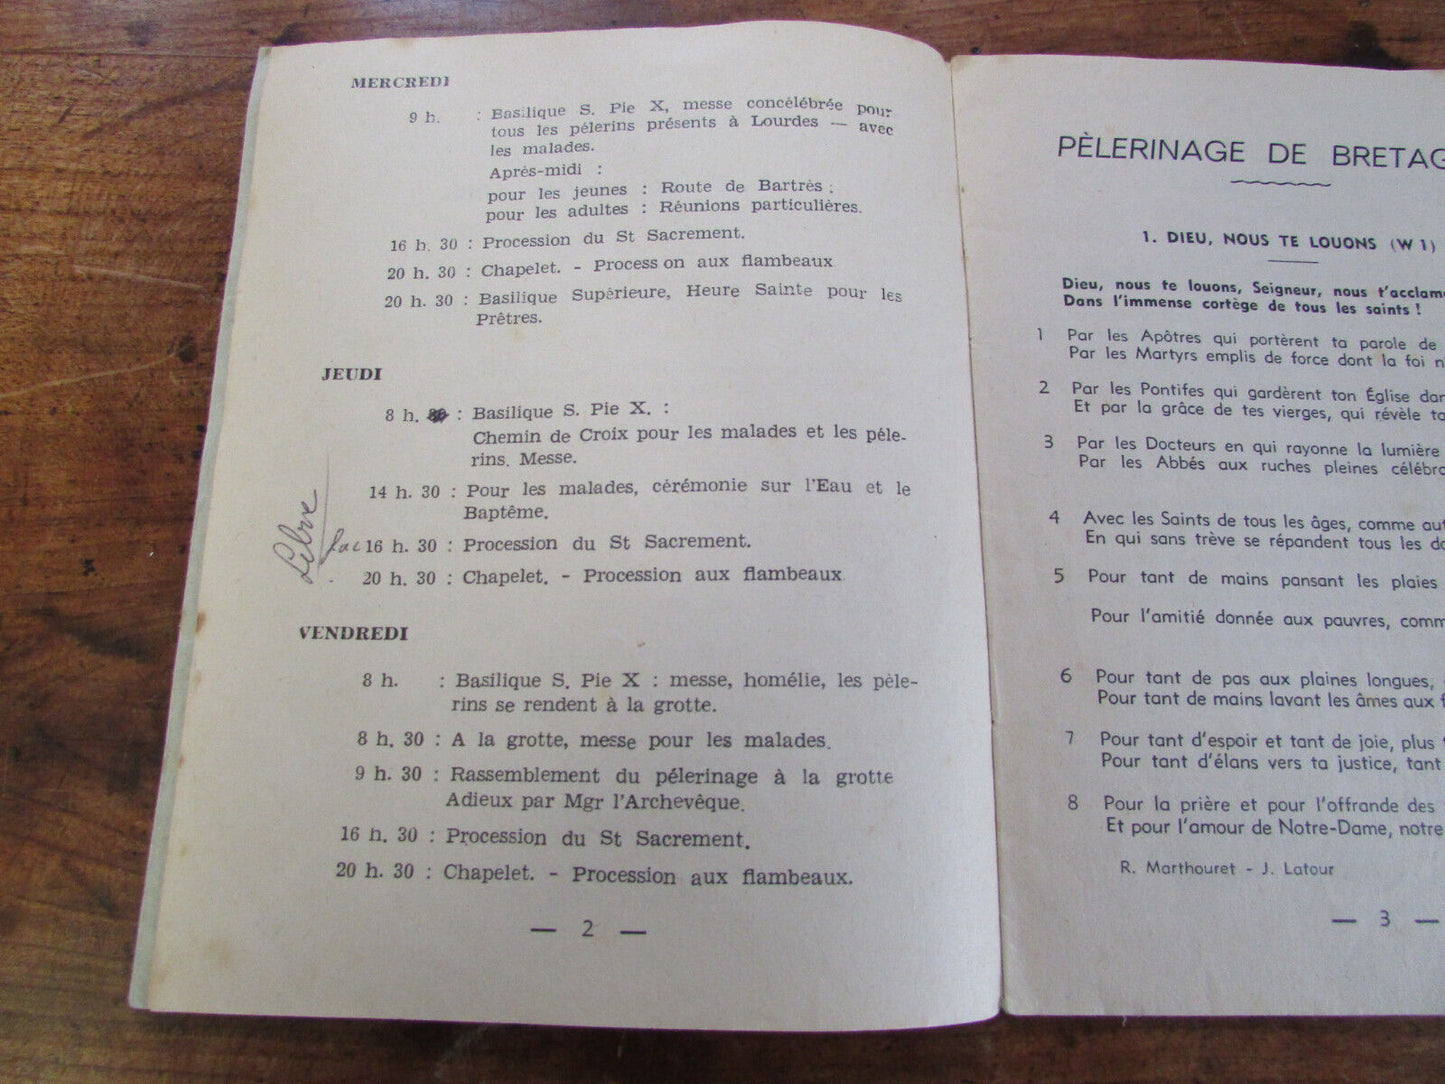 MERCREDI
9 h. : Basilique S. Pie X, messe concélébrée pour
tous les pélerins présents à Lourdes — avec
les malades.
Après-midi :
pour les jeunes : Route de Bartrès ;
pour les adultes : Réunions particulières.
16 h. 30 : Procession du St Sacrement.
20 h. 30 : Chapelet. - Process on aux flambeaux
20 h. 30 : Basilique Supérieure, Heure Sainte pour les
Prêtres.
JEUDI
8 h. : Basilique S. Pie X. :
Chemin de Croix pour les malades et les péle-
rins. Messe.
14 h. 30 : Pour les malades, cérémonie sur l'Eau et le
Baptême.
Libre
16 h. 30 : Procession du St Sacrement.
20 h. 30 : Chapelet. - Procession aux flambeaux
VENDREDI
8 h. : Basilique S. Pie X : messe, homélie, les pèle-
rins se rendent à la grotte.
8 h. 30 : A la grotte, messe pour les malades.
9 h. 30 : Rassemblement du pélerinage à la grotte
Adieux par Mgr l'Archevêque.
16 h. 30 : Procession du St Sacrement.
20 h. 30 : Chapelet. - Procession aux flambeaux.
— 2 —
PÈLERINAGE DE BRETAG
1. DIEU, NOUS TE LOUONS (W 1)
Dieu, nous te louons, Seigneur, nous t'acclam
Dans l'immense cortège de tous les saints !
1 Par les Apôtres qui portèrent ta parole de
Par les Martyrs emplis de force dont la foi n
2 Par les Pontifes qui gardèrent ton Église dan
Et par la grâce de tes vierges, qui révèle ta
3 Par les Docteurs en qui rayonne la lumière
Par les Abbés aux ruches pleines célébra
4 Avec les Saints de tous les âges, comme aut
En qui sans trève se répandent tous les do
5 Pour tant de mains pansant les plaies
Pour l'amitié donnée aux pauvres, comm
6 Pour tant de pas aux plaines longues,
Pour tant de mains lavant les âmes aux f
7 Pour tant d'espoir et tant de joie, plus t
Pour tant d'élans vers ta justice, tant
8 Pour la prière et pour l'offrande des
Et pour l'amour de Notre-Dame, notre
R. Marthouret - J. Latour
— 3 —